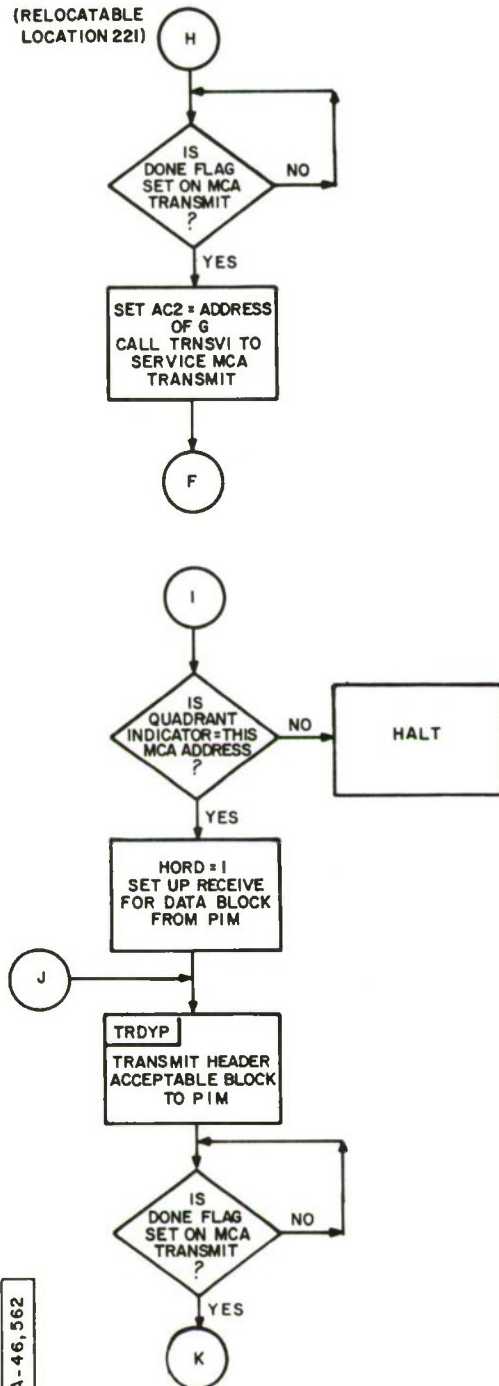 (RELOCATABLE
LOCATION 221)
H
IS
DONE FLAG
SET ON MCA
TRANSMIT
?
NO
YES
SET AC2 = ADDRESS
OF G
CALL TRNSVI TO
SERVICE MCA
TRANSMIT
F
I
IS
QUADRANT
INDICATOR=THIS
MCA ADDRESS
?
NO
HALT
YES
HORD = I
SET UP RECEIVE
FOR DATA BLOCK
FROM PIM
J
TRDYP
TRANSMIT HEADER
ACCEPTABLE BLOCK
TO PIM
IS
DONE FLAG
SET ON MCA
TRANSMIT
?
NO
YES
K
A-46,562